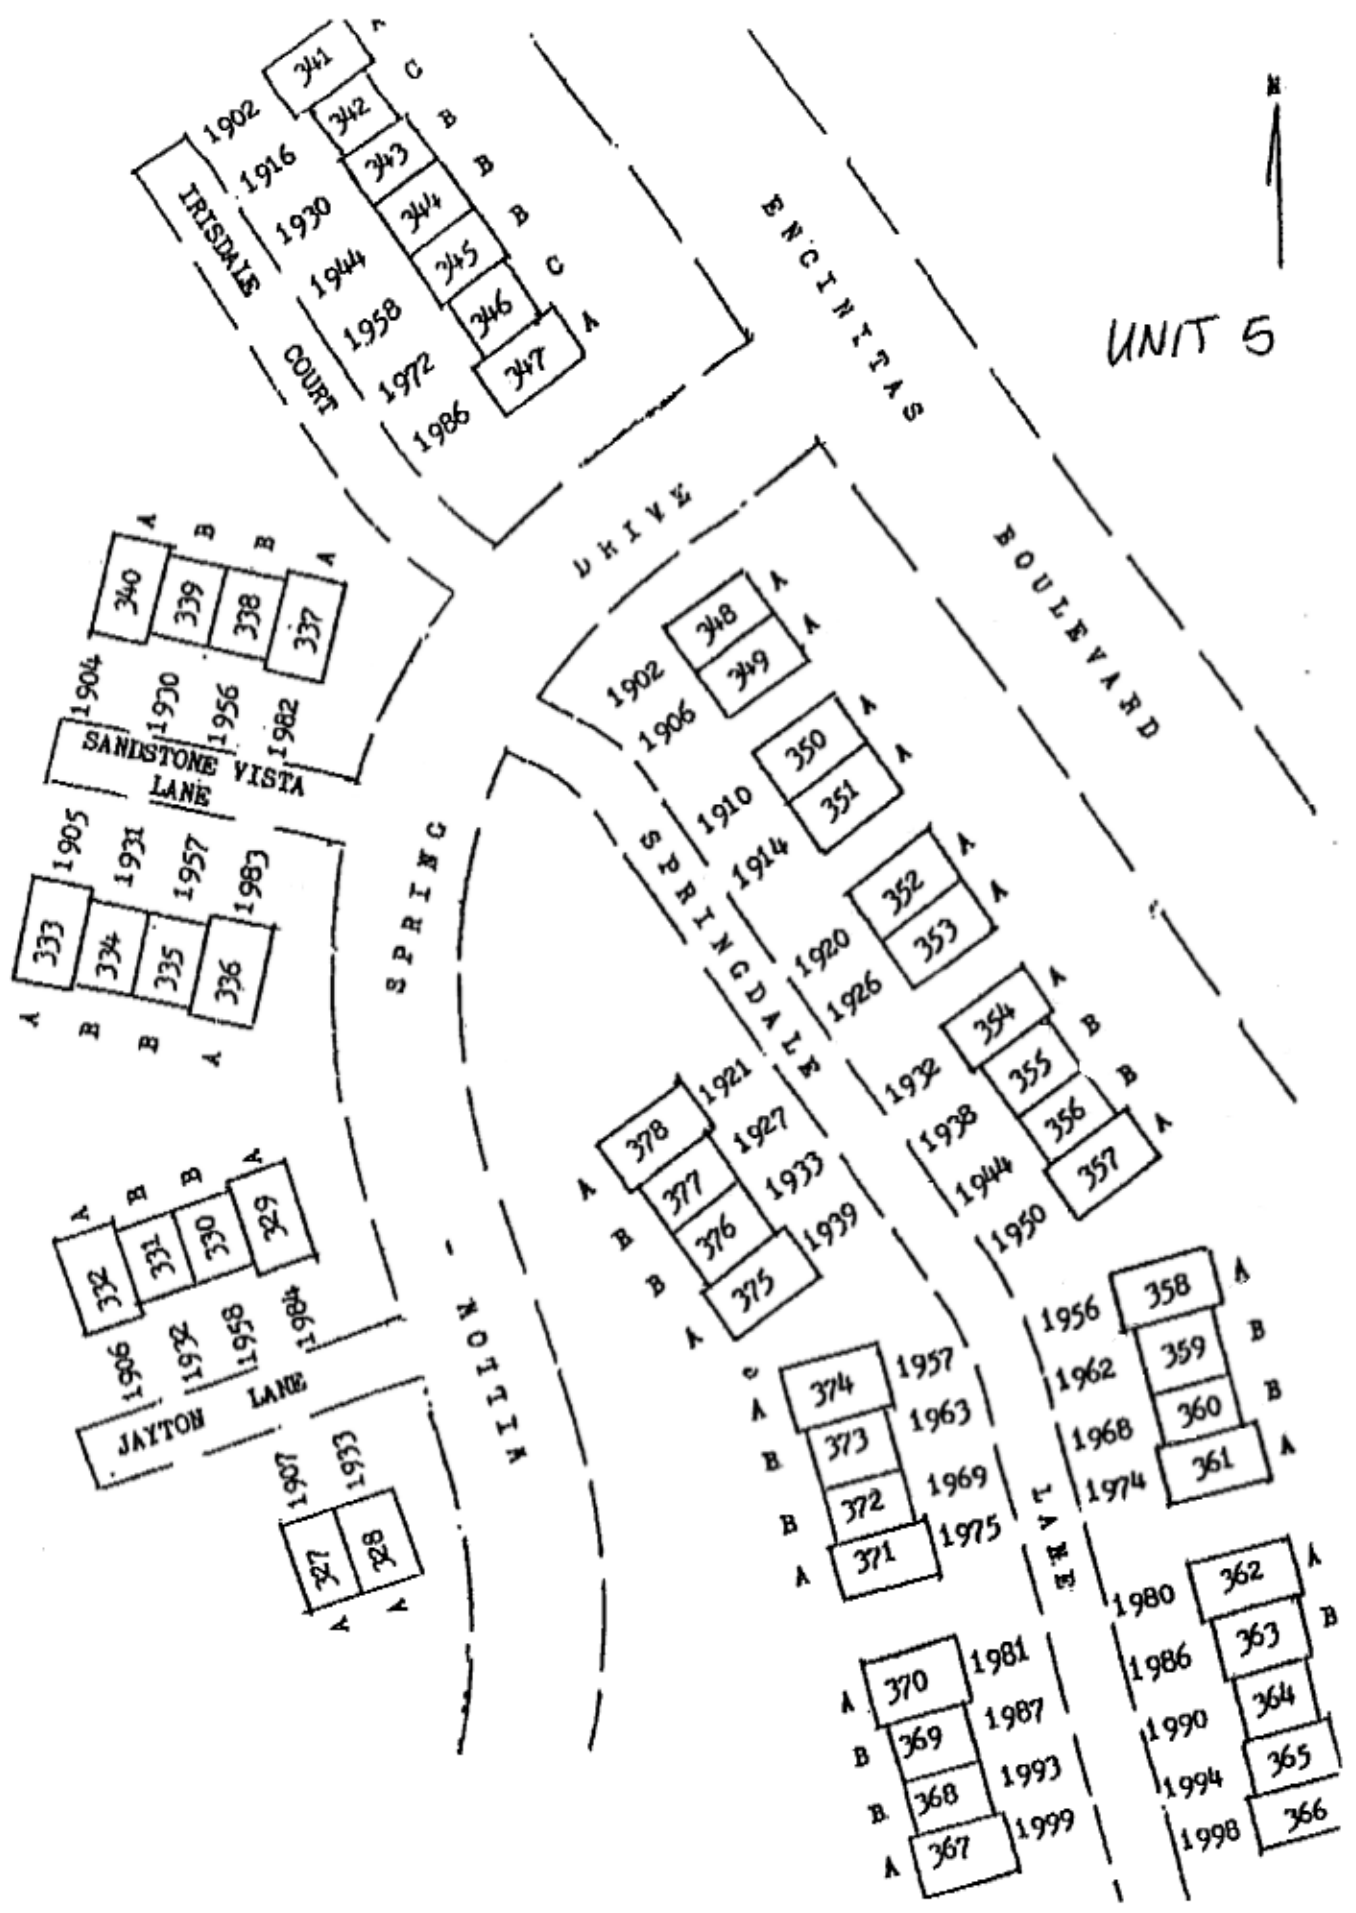 N
UNIT 5
ENCINITAS
BOULEVARD
IRISDALE
COURT
1902 341
1916 342 C
1930 343 B
1944 344 B
1958 345 B
1972 346 C
1986 347 A
DRIVE
A B B A
340 339 338 337
1904 1930 1956 1982
SANDSTONE VISTA
LANE
1905 1931 1957 1983
333 334 335 336
A B B A
SPRING
-
NOTTIW
A B B A
332 331 330 329
1906 1932 1958 1984
JAYTON LANE
1907 1933
327 328
A A
SPRINGDALE
LANE
1902 348 A
1906 349 A
1910 350 A
1914 351 A
1920 352 A
1926 353 A
1932 354 A
1938 355 B
1944 356 B
1950 357 A
1956 358 A
1962 359 B
1968 360 B
1974 361 A
1980 362 A
1986 363 B
1990 364
1994 365
1998 366
A 378 1921
B 377 1927
B 376 1933
A 375 1939
A 374 1957
B 373 1963
B 372 1969
A 371 1975
A 370 1981
B 369 1987
B 368 1993
A 367 1999